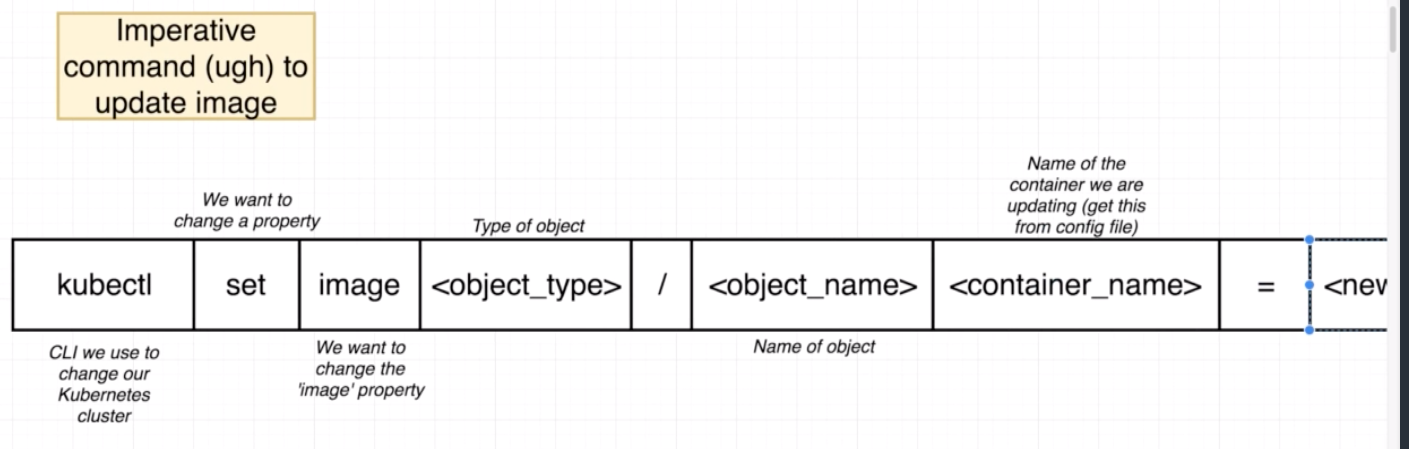 Imperative
command (ugh) to
update image
We want to
change a property
Type of object
Name of the
container we are
updating (get this
from config file)
kubectl set image <object_type> / <object_name> <container_name> = <new
CLI we use to
change our
Kubernetes
cluster
We want to
change the
'image' property
Name of object